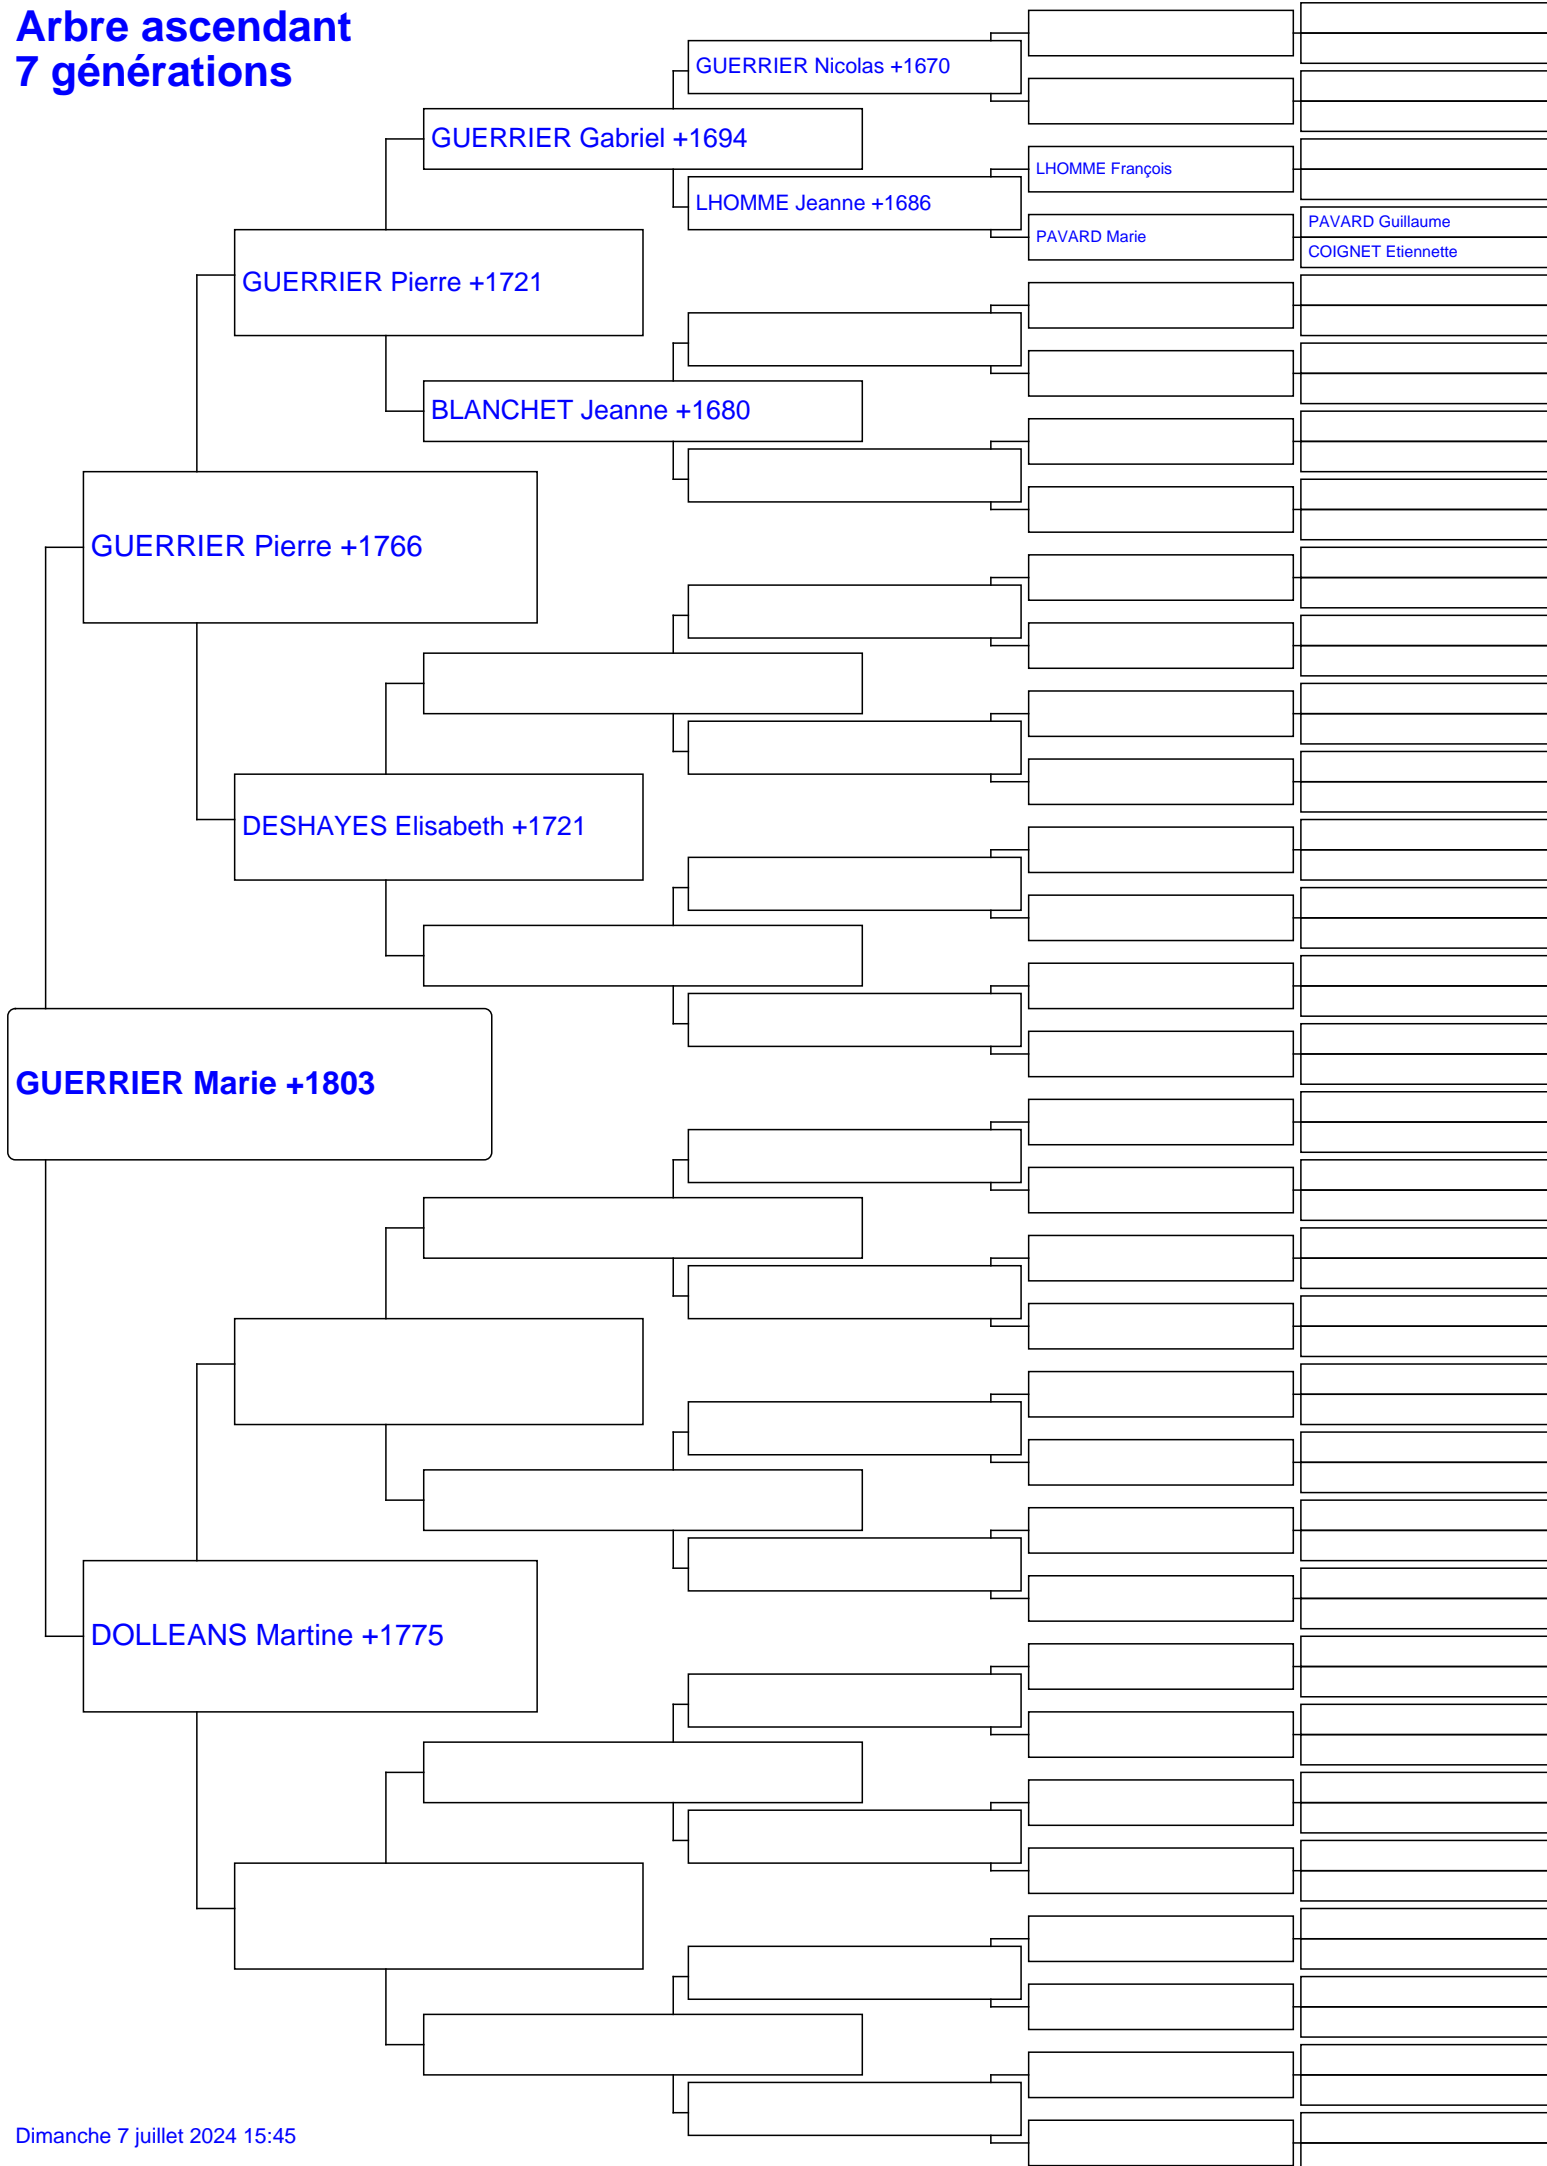 Arbre ascendant
7 générations
GUERRIER Nicolas +1670
GUERRIER Gabriel +1694
LHOMME François
LHOMME Jeanne +1686
PAVARD Guillaume
PAVARD Marie
COIGNET Etiennette
GUERRIER Pierre +1721
BLANCHET Jeanne +1680
GUERRIER Pierre +1766
DESHAYES Elisabeth +1721
GUERRIER Marie +1803
DOLLEANS Martine +1775
Dimanche 7 juillet 2024 15:45